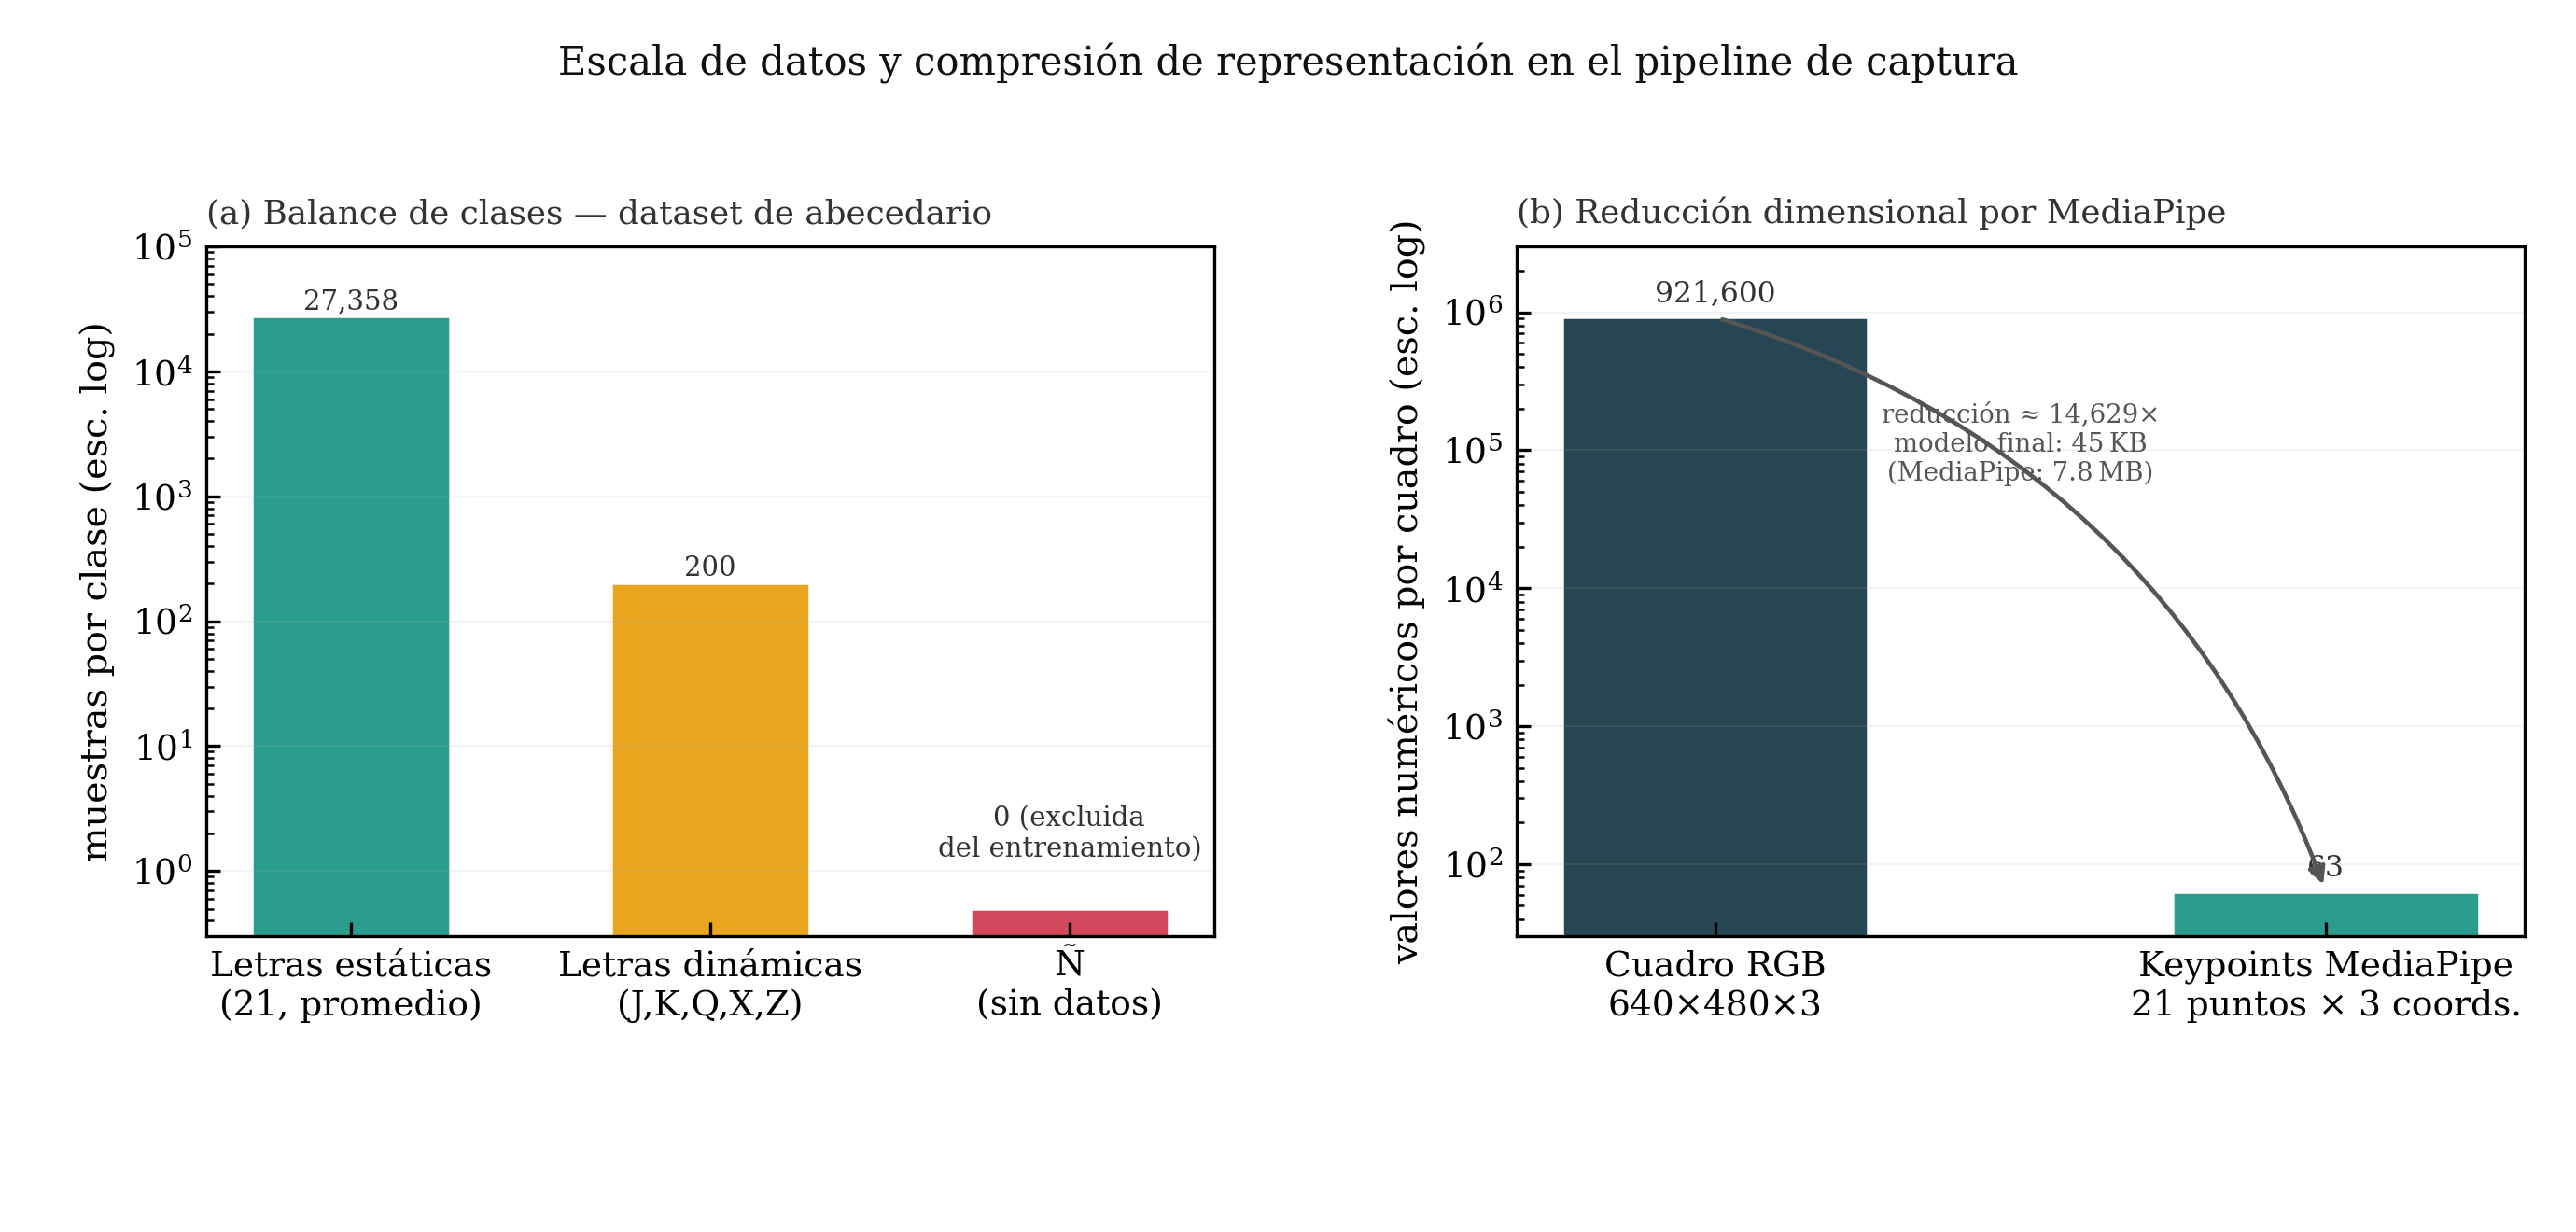 Escala de datos y compresión de representación en el pipeline de captura
(a) Balance de clases — dataset de abecedario
muestras por clase (esc. log)
10⁵
10⁴
10³
10²
10¹
10⁰
27,358
200
0 (excluida
del entrenamiento)
Letras estáticas
(21, promedio)
Letras dinámicas
(J,K,Q,X,Z)
Ñ
(sin datos)
(b) Reducción dimensional por MediaPipe
valores numéricos por cuadro (esc. log)
10⁶
10⁵
10⁴
10³
10²
921,600
reducción ≈ 14,629×
modelo final: 45 KB
(MediaPipe: 7.8 MB)
63
Cuadro RGB
640×480×3
Keypoints MediaPipe
21 puntos × 3 coords.